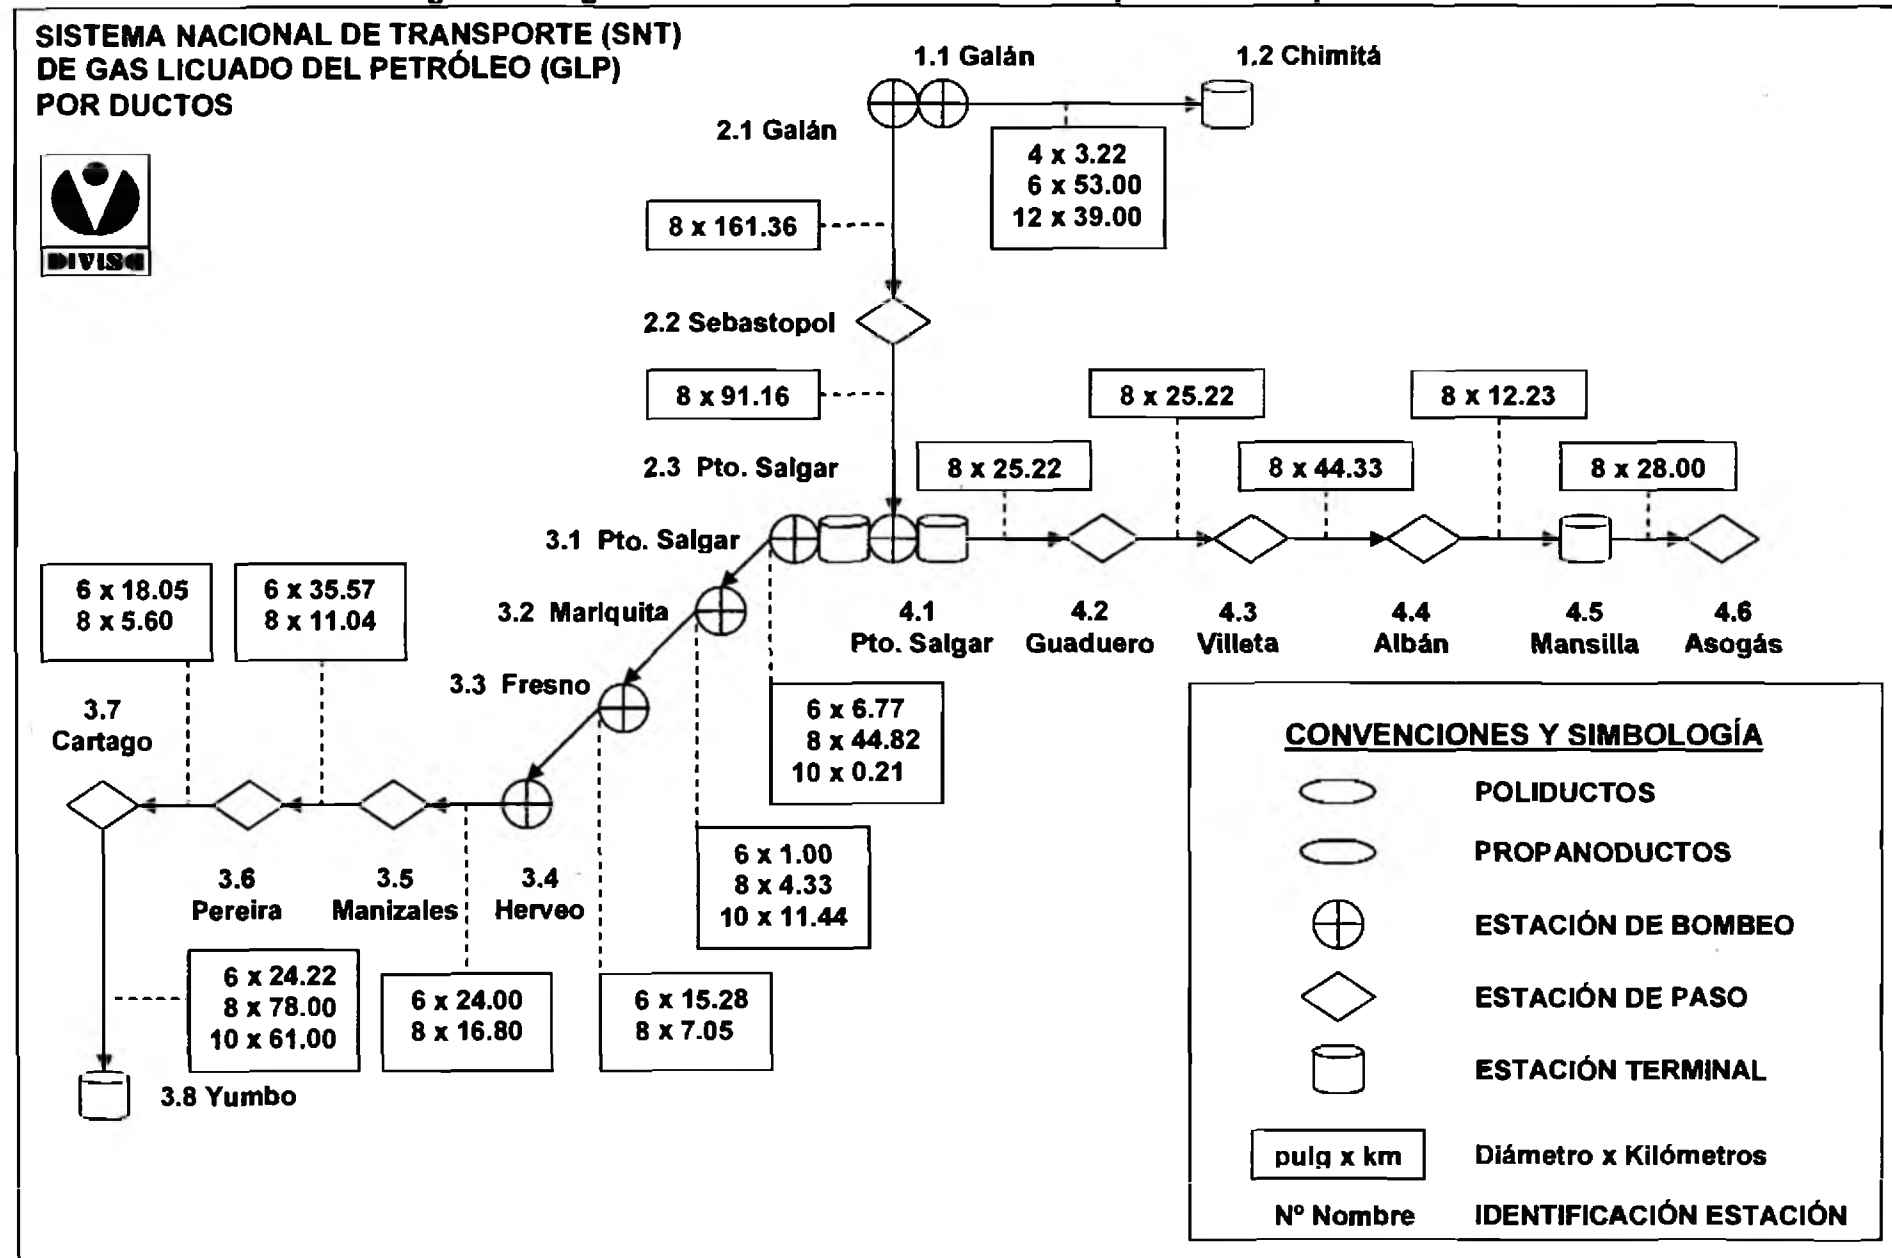 SISTEMA NACIONAL DE TRANSPORTE (SNT)
DE GAS LICUADO DEL PETRÓLEO (GLP)
POR DUCTOS
DIVISA
1.1 Galán
1.2 Chimitá
2.1 Galán
4 x 3.22
6 x 53.00
12 x 39.00
8 x 161.36
2.2 Sebastopol
8 x 91.16
8 x 25.22
8 x 12.23
2.3 Pto. Salgar
8 x 25.22
8 x 44.33
8 x 28.00
3.1 Pto. Salgar
6 x 18.05
8 x 5.60
6 x 35.57
8 x 11.04
3.2 Mariquita
4.1
Pto. Salgar
4.2
Guaduero
4.3
Villeta
4.4
Albán
4.5
Mansilla
4.6
Asogás
3.3 Fresno
3.7
Cartago
6 x 6.77
8 x 44.82
10 x 0.21
6 x 1.00
8 x 4.33
10 x 11.44
3.6
Pereira
3.5
Manizales
3.4
Herveo
6 x 24.22
8 x 78.00
10 x 61.00
6 x 24.00
8 x 16.80
6 x 15.28
8 x 7.05
3.8 Yumbo
CONVENCIONES Y SIMBOLOGÍA
POLIDUCTOS
PROPANODUCTOS
ESTACIÓN DE BOMBEO
ESTACIÓN DE PASO
ESTACIÓN TERMINAL
pulg x km Diámetro x Kilómetros
Nº Nombre IDENTIFICACIÓN ESTACIÓN